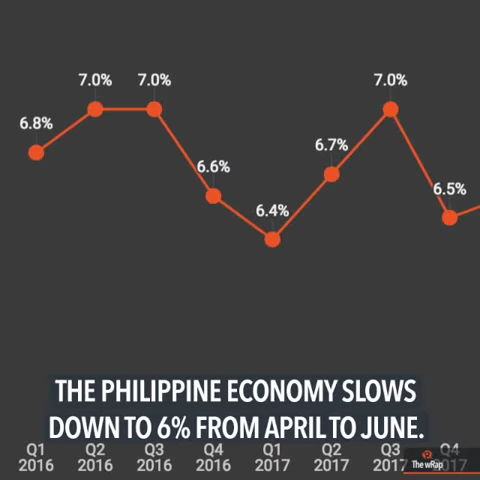 7.0% 7.0% 7.0%
6.8%
6.7%
6.6%
6.5%
6.4%
THE PHILIPPINE ECONOMY SLOWS
DOWN TO 6% FROM APRIL TO JUNE.
Q1 Q2 Q3 Q4 Q1 Q2 Q3 Q4
2016 2016 2016 2016 2017 2017 2017 2017
The wRap